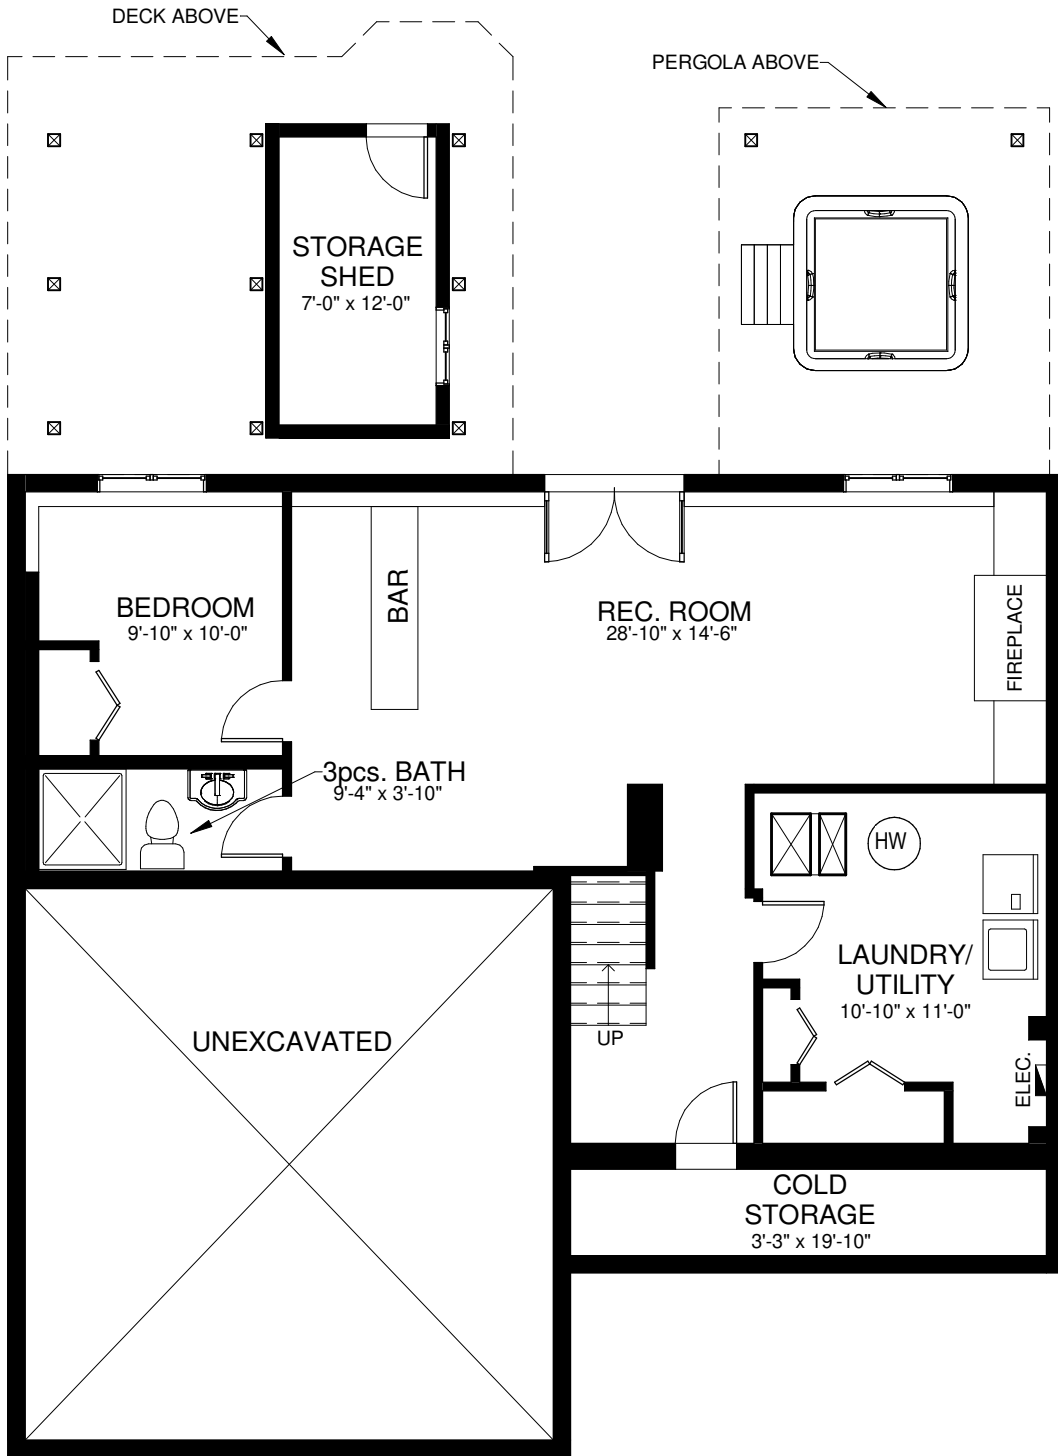 DECK ABOVE
PERGOLA ABOVE
STORAGE
SHED
7'-0" x 12'-0"
BEDROOM
9'-10" x 10'-0"
BAR
REC. ROOM
28'-10" x 14'-6"
FIREPLACE
3pcs. BATH
9'-4" x 3'-10"
HW
LAUNDRY/
UTILITY
10'-10" x 11'-0"
UNEXCAVATED
UP
ELEC.
COLD
STORAGE
3'-3" x 19'-10"